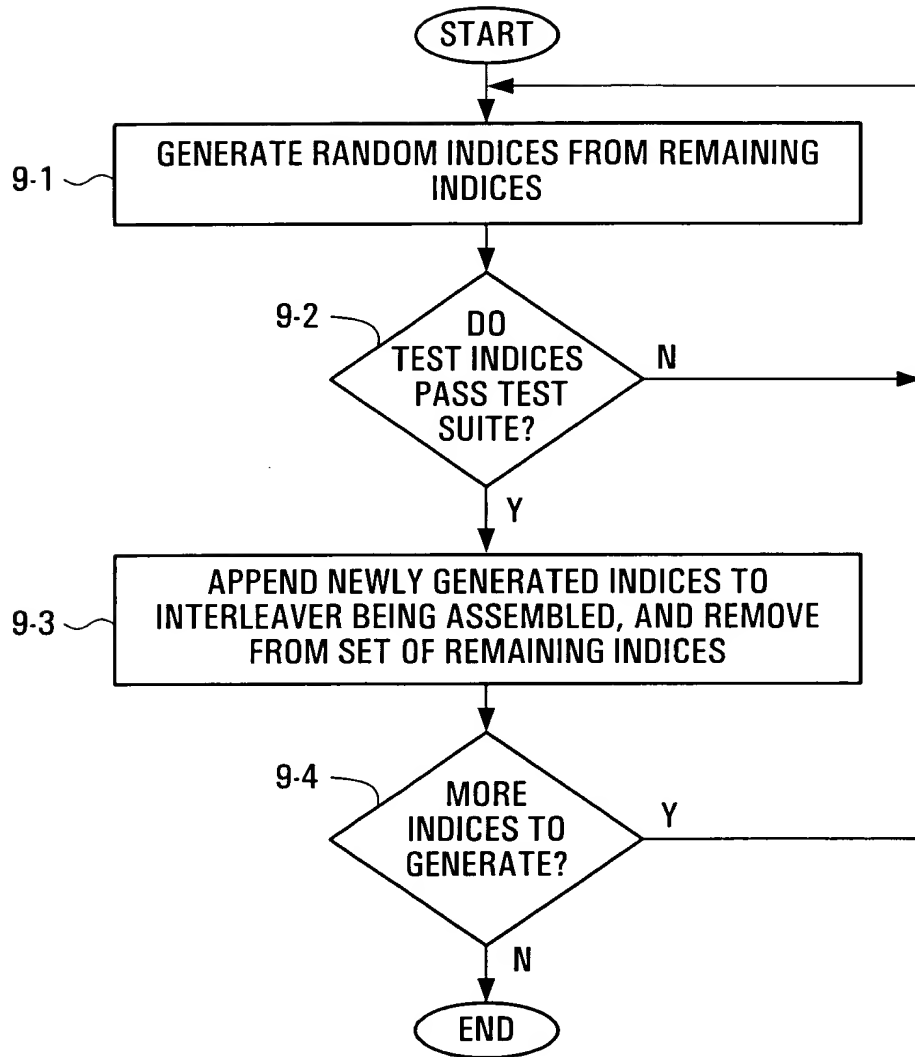 START
GENERATE RANDOM INDICES FROM REMAINING
INDICES
9-1
9-2
DO
TEST INDICES
PASS TEST
SUITE?
N
Y
APPEND NEWLY GENERATED INDICES TO
INTERLEAVER BEING ASSEMBLED, AND REMOVE
FROM SET OF REMAINING INDICES
9-3
9-4
MORE
INDICES TO
GENERATE?
Y
N
END